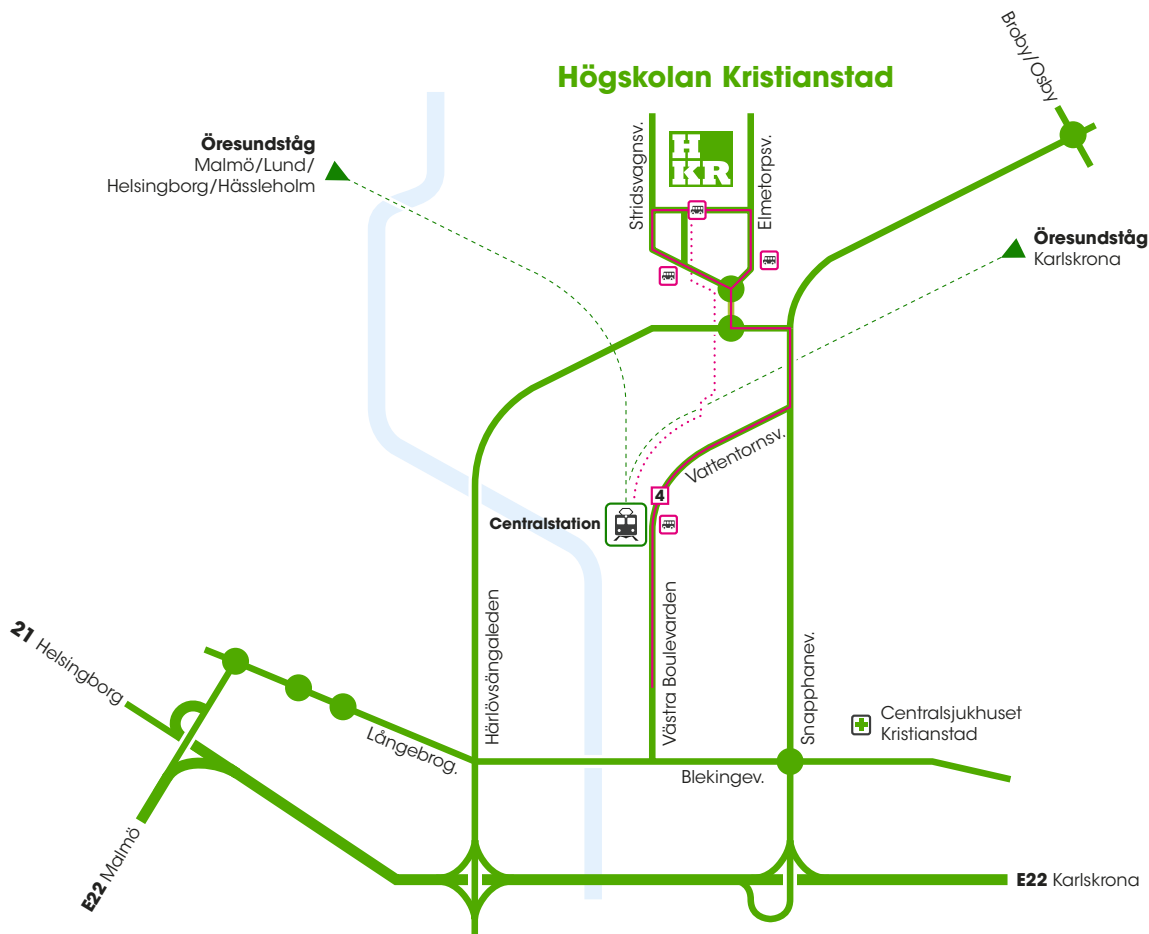 Högskolan Kristianstad
Broby/Osby
Öresundståg
Malmö/Lund/
Helsingborg/Hässleholm
Stridsvagnsv.
H
KR
Elmetorpsv.
Öresundståg
Karlskrona
Vattentornsv.
4
Centralstation
Härlövsängaleden
Västra Boulevarden
Snapphanev.
21 Helsingborg
Långebrog.
Centralsjukhuset
Kristianstad
Blekingev.
E22 Malmö
E22 Karlskrona